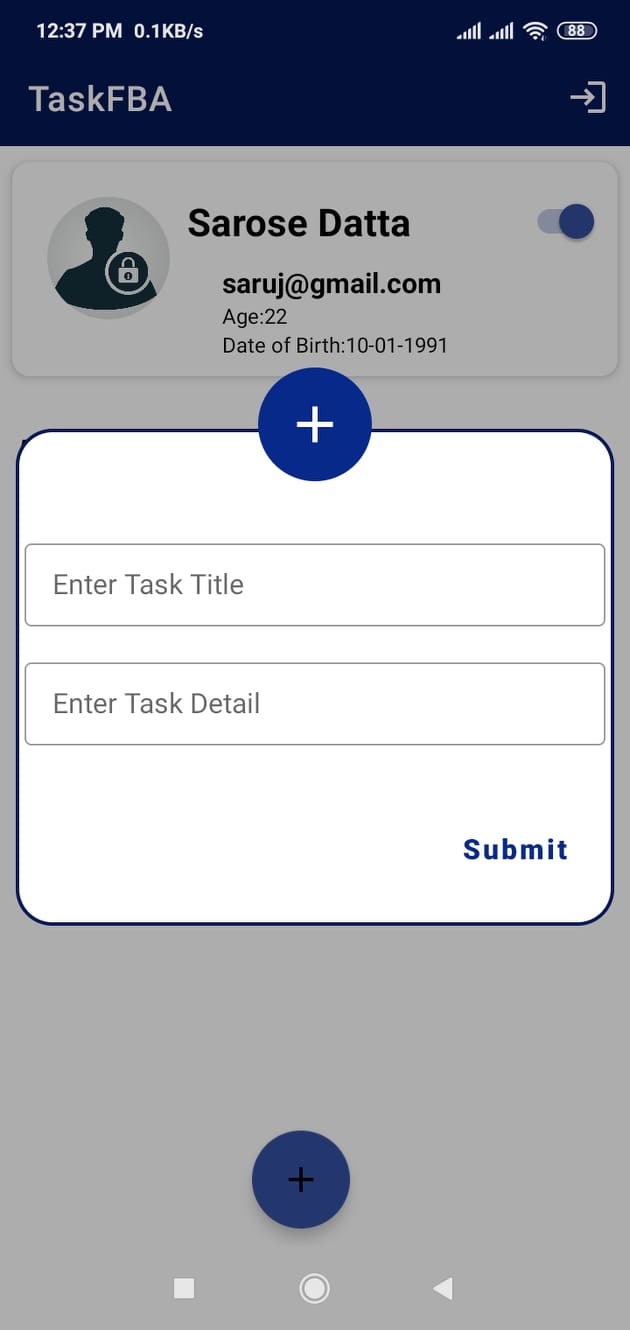 12:37 PM 0.1KB/s 88
TaskFBA
Sarose Datta
saruj@gmail.com
Age:22
Date of Birth:10-01-1991
Enter Task Title
Enter Task Detail
Submit